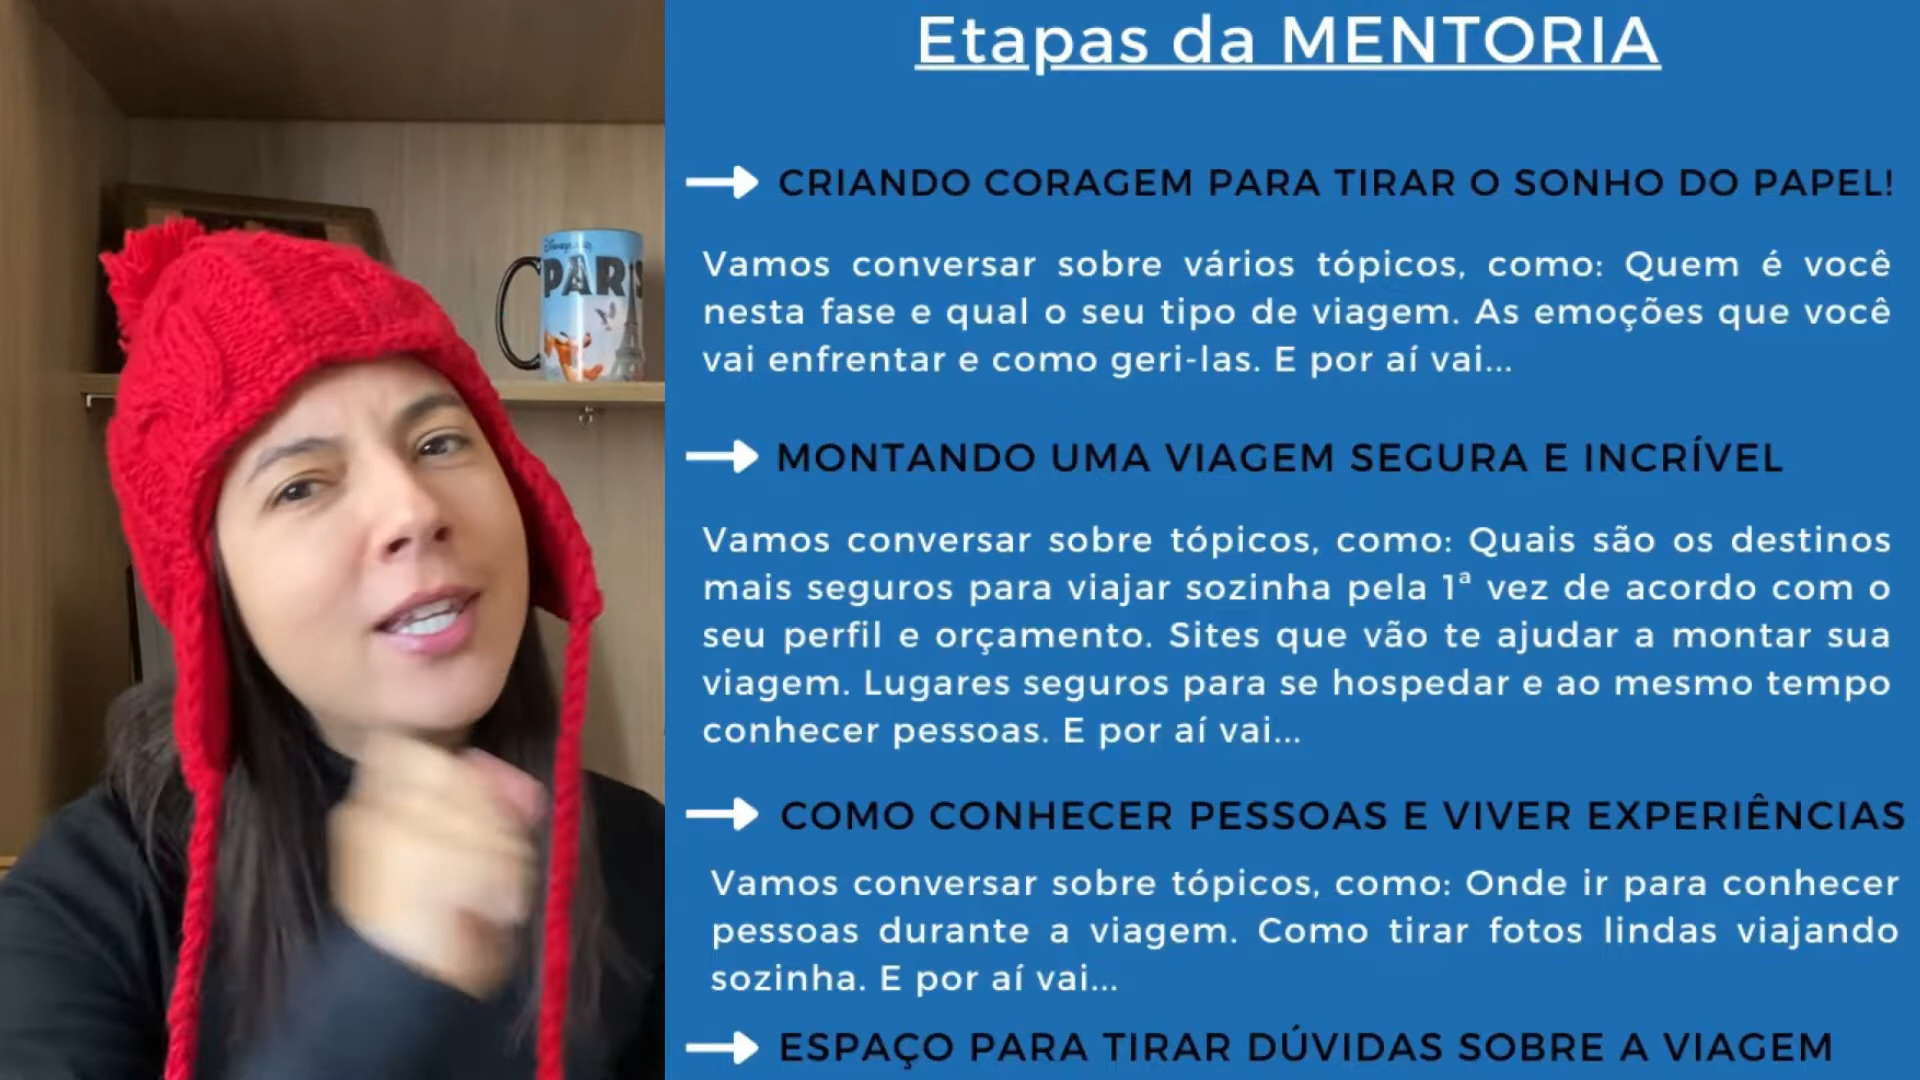 Disneyland
PARIS
Etapas da MENTORIA
CRIANDO CORAGEM PARA TIRAR O SONHO DO PAPEL!
Vamos conversar sobre vários tópicos, como: Quem é você
nesta fase e qual o seu tipo de viagem. As emoções que você
vai enfrentar e como geri-las. E por aí vai...
MONTANDO UMA VIAGEM SEGURA E INCRÍVEL
Vamos conversar sobre tópicos, como: Quais são os destinos
mais seguros para viajar sozinha pela 1ª vez de acordo com o
seu perfil e orçamento. Sites que vão te ajudar a montar sua
viagem. Lugares seguros para se hospedar e ao mesmo tempo
conhecer pessoas. E por aí vai...
COMO CONHECER PESSOAS E VIVER EXPERIÊNCIAS
Vamos conversar sobre tópicos, como: Onde ir para conhecer
pessoas durante a viagem. Como tirar fotos lindas viajando
sozinha. E por aí vai...
ESPAÇO PARA TIRAR DÚVIDAS SOBRE A VIAGEM